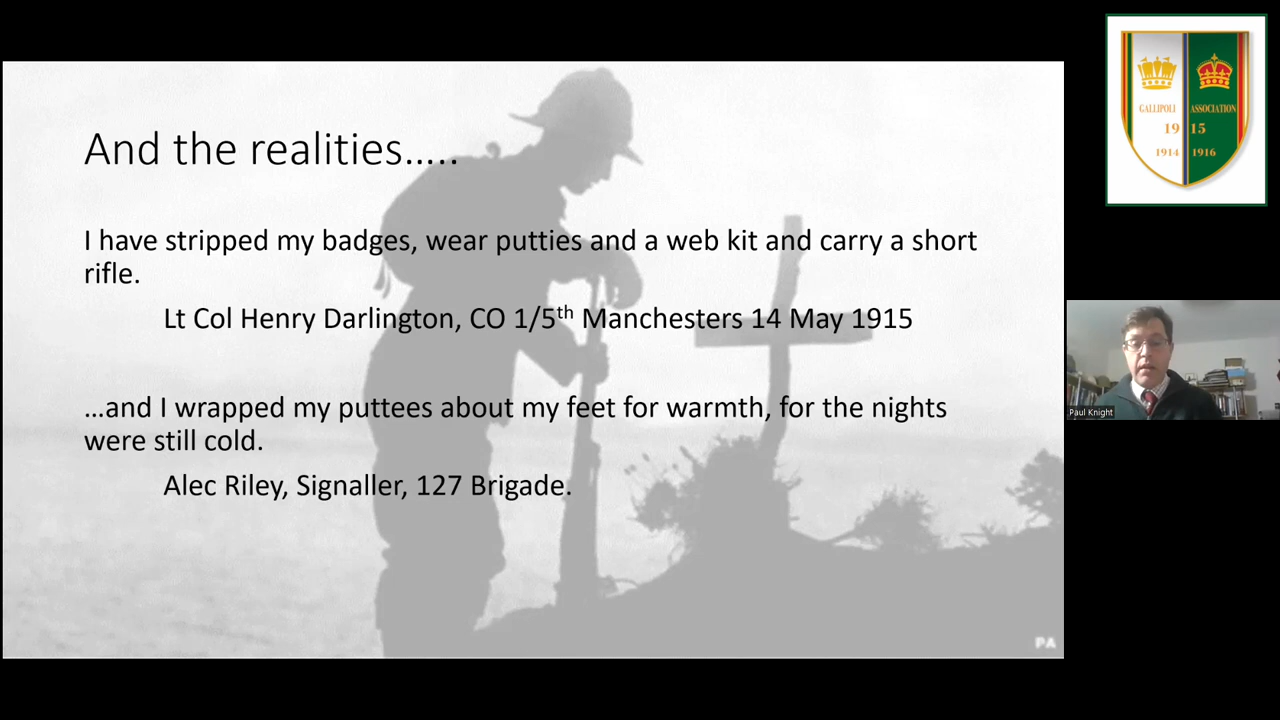 And the realities…..
I have stripped my badges, wear putties and a web kit and carry a short
rifle.
Lt Col Henry Darlington, CO 1/5th Manchesters 14 May 1915
…and I wrapped my puttees about my feet for warmth, for the nights
were still cold.
Alec Riley, Signaller, 127 Brigade.
PA
GALLIPOLI ASSOCIATION
19 15
1914 1916
Paul Knight